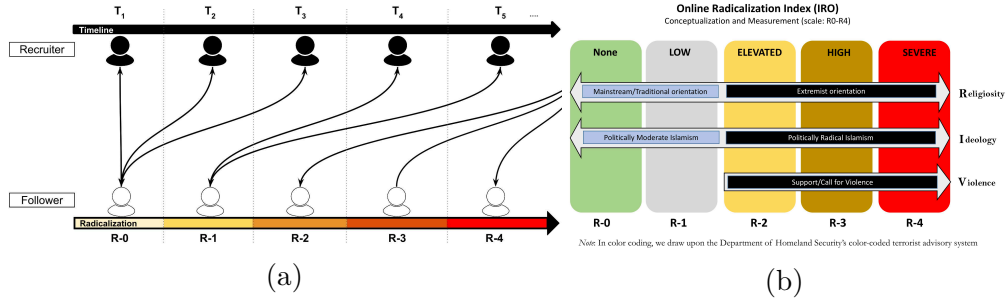 T1 T2 T3 T4 T5 ....
Timeline
Recruiter
Follower
Radicalization
R-0 R-1 R-2 R-3 R-4
(a)
Online Radicalization Index (IRO)
Conceptualization and Measurement (scale: R0-R4)
None LOW ELEVATED HIGH SEVERE
Mainstream/Traditional orientation Extremist orientation Religiosity
Politically Moderate Islamism Politically Radical Islamism Ideology
Support/Call for Violence Violence
R-0 R-1 R-2 R-3 R-4
Note: In color coding, we draw upon the Department of Homeland Security's color-coded terrorist advisory system
(b)